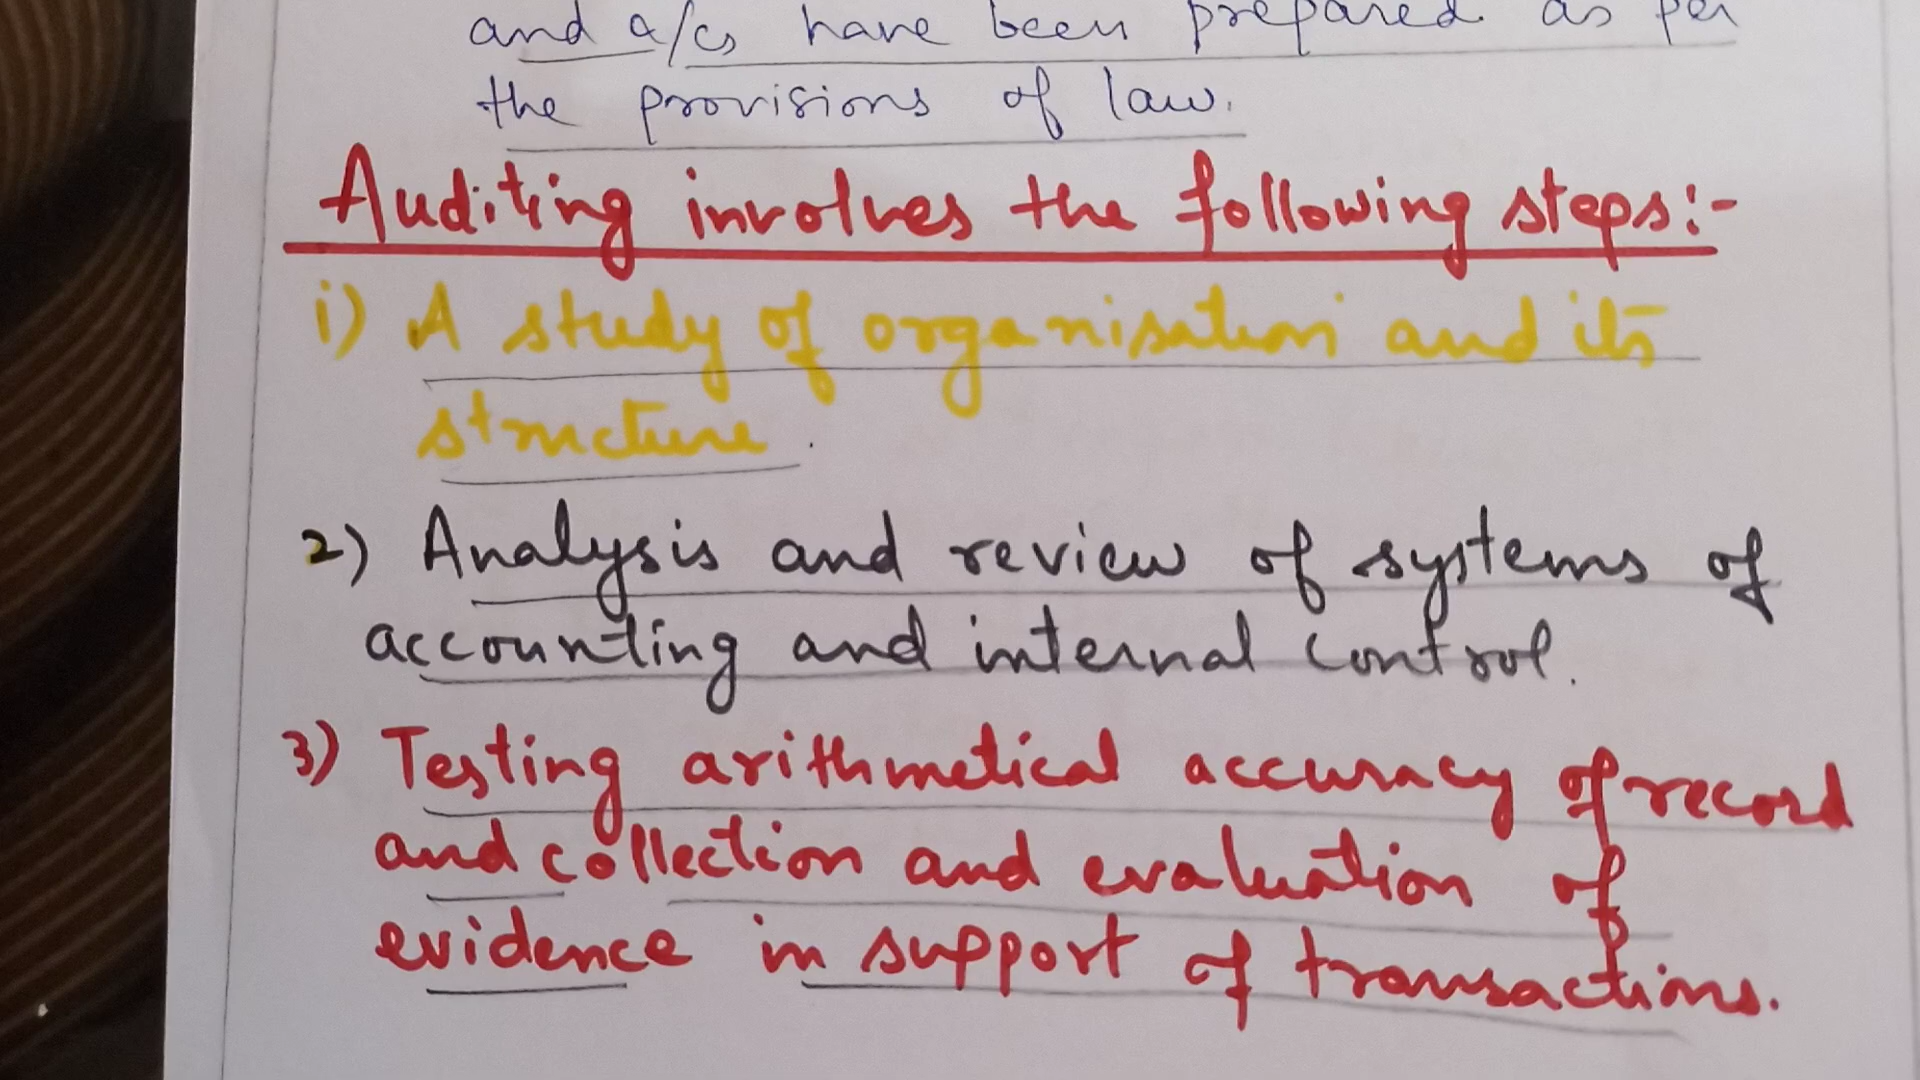 and a/cs have been prepared as per
the provisions of law.
Auditing involves the following steps:-
i) A study of organisation and its
structure.
2) Analysis and review of systems of
accounting and internal control.
3) Testing arithmetical accuracy of record
and collection and evaluation of
evidence in support of transactions.